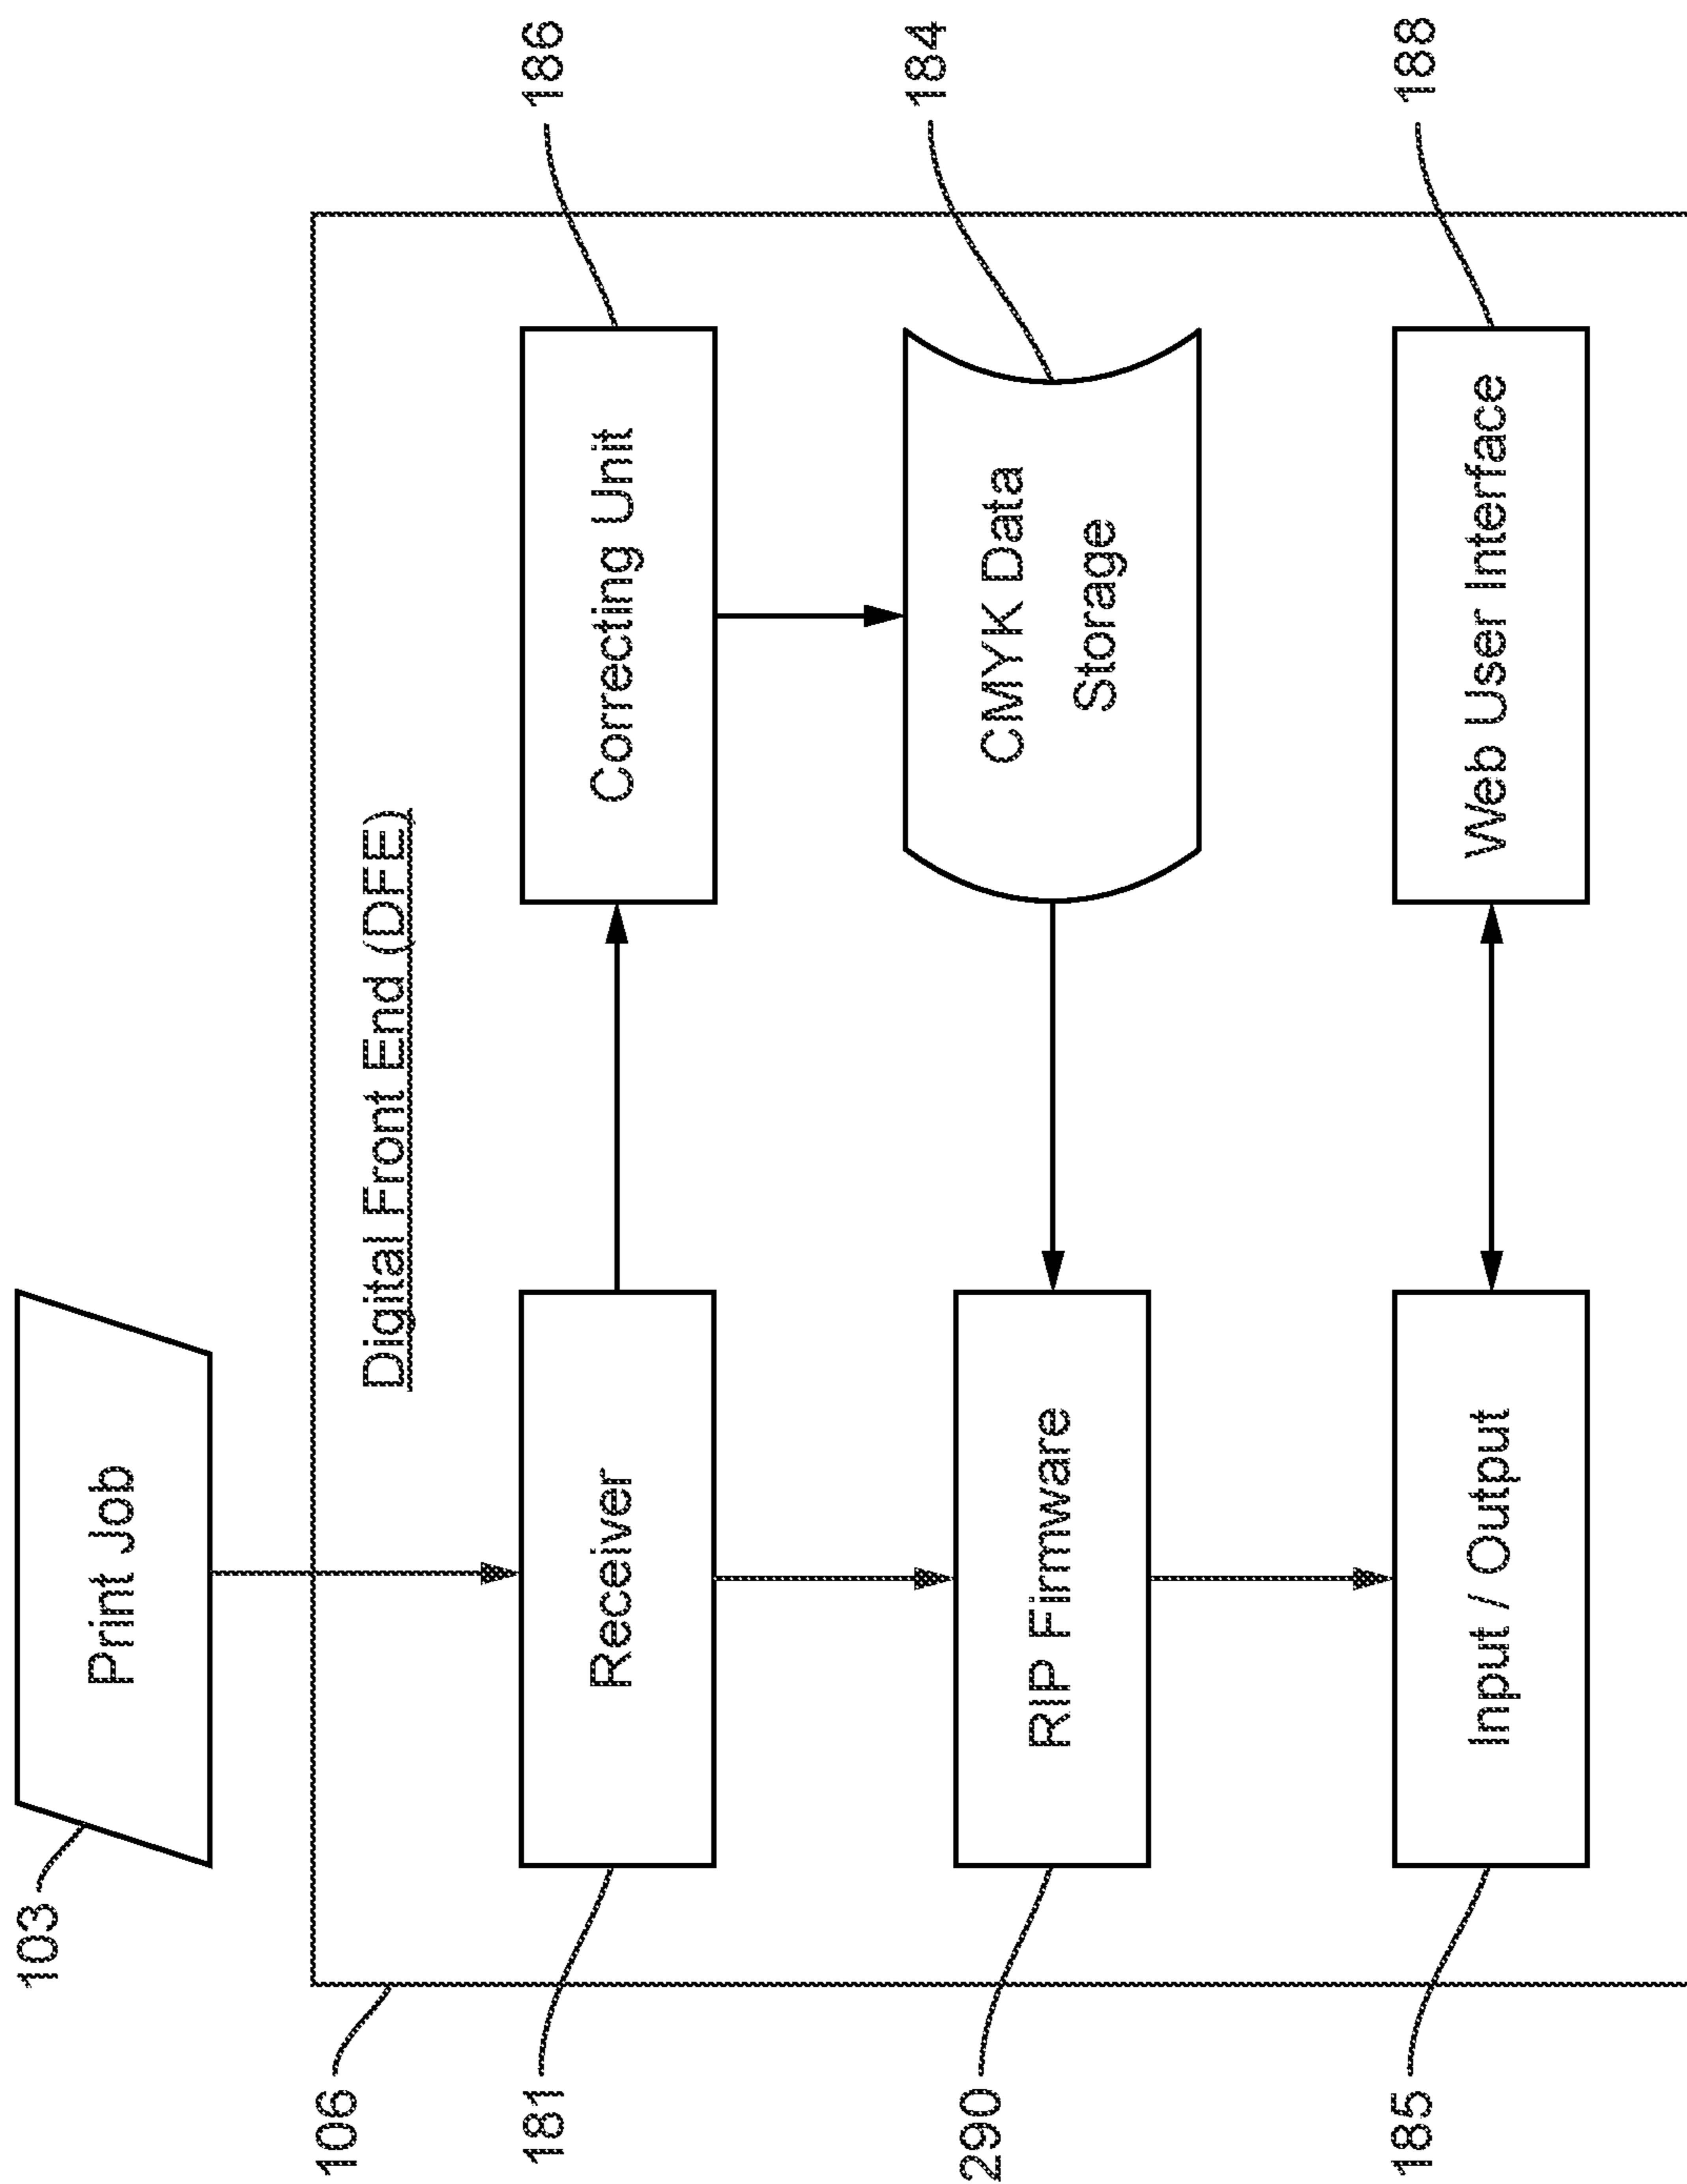 103
Print Job
106
Digital Front End (DFE)
181
Receiver
Correcting Unit
186
290
RIP Firmware
CMYK Data
Storage
184
185
Input / Output
Web User Interface
188